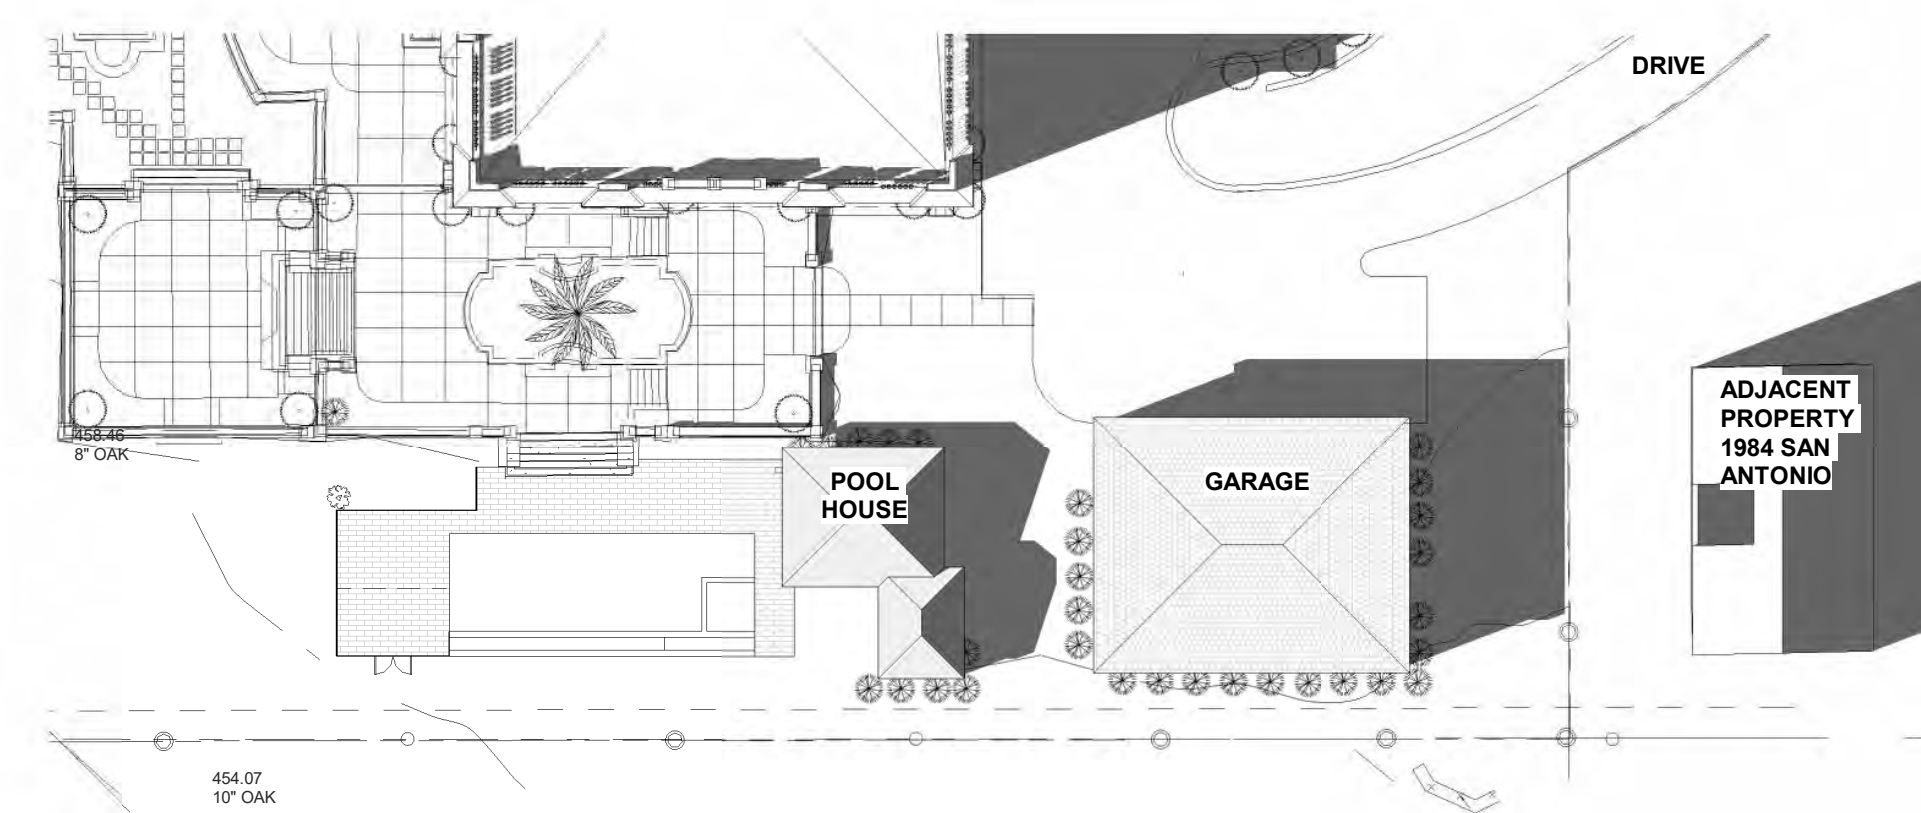 DRIVE
ADJACENT
PROPERTY
1984 SAN
ANTONIO
458.46
8" OAK
POOL
HOUSE
GARAGE
454.07
10" OAK